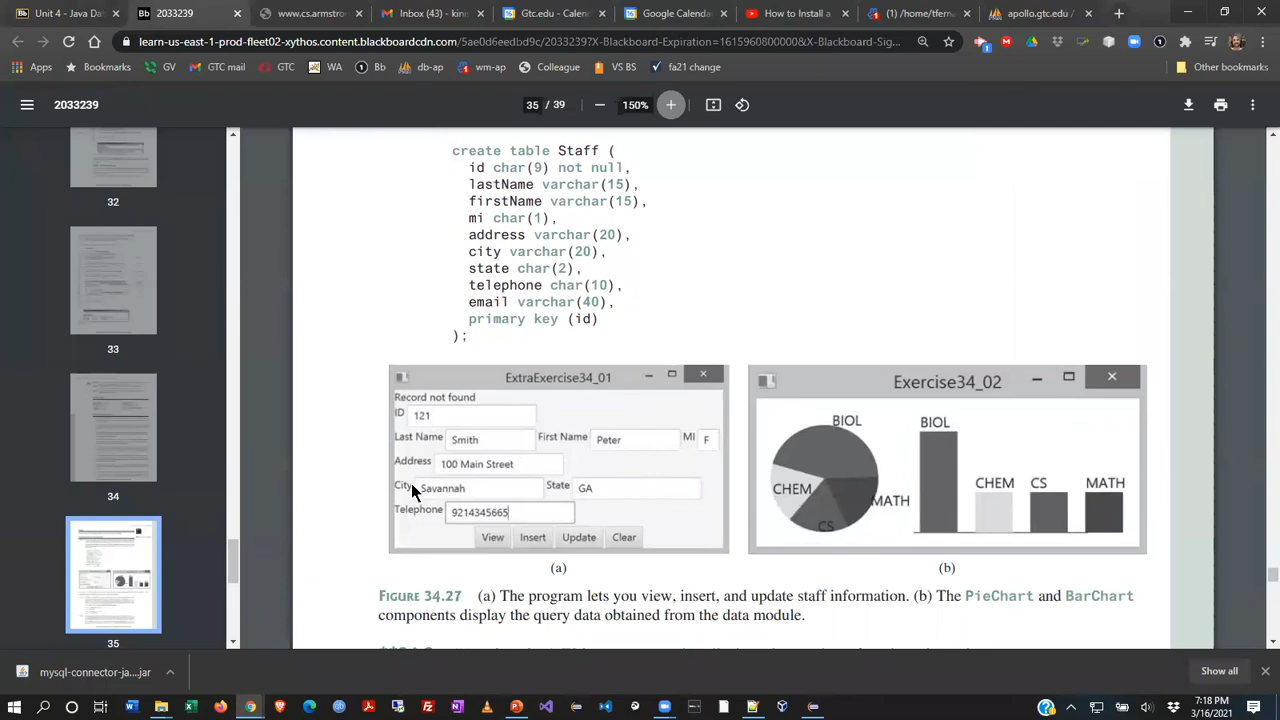 Unit 4 - Java Dat
2033239
www.cs.armstro
Inbox (43) - kini
Gtc.edu - Calen
Google Calenda
How to Install a
(/home/tfern
apollo.gtc.edu /
learn-us-east-1-prod-fleet02-xythos.content.blackboardcdn.com/5ae0d6eedbd9c/2033239?X-Blackboard-Expiration=1615960800000&X-Blackboard-Sig...
Apps
Bookmarks
GV
GTC mail
GTC
WA
Bb
db-ap
wm-ap
Colleague
VS BS
fa21 change
Other bookmarks
2033239
35 / 39
150%
32
33
34
35
create table Staff (
id char(9) not null,
lastName varchar(15),
firstName varchar(15),
mi char(1),
address varchar(20),
city varchar(20),
state char(2),
telephone char(10),
email varchar(40),
primary key (id)
);
ExtraExercise34_01
Record not found
ID 121
Last Name Smith First Name Peter MI F
Address 100 Main Street
City Savannah State GA
Telephone 9214345665
View Insert Update Clear
(a)
Exercise34_02
BIOL
CHEM
CS
MATH
BIOL
CHEM
CS
MATH
(b)
FIGURE 34.27 (a) The program lets you view, insert, and update staff information. (b) The PieChart and BarChart
components display the query data obtained from the data module.
mysql-connector-ja....jar
Show all
7:18 PM
3/16/2021